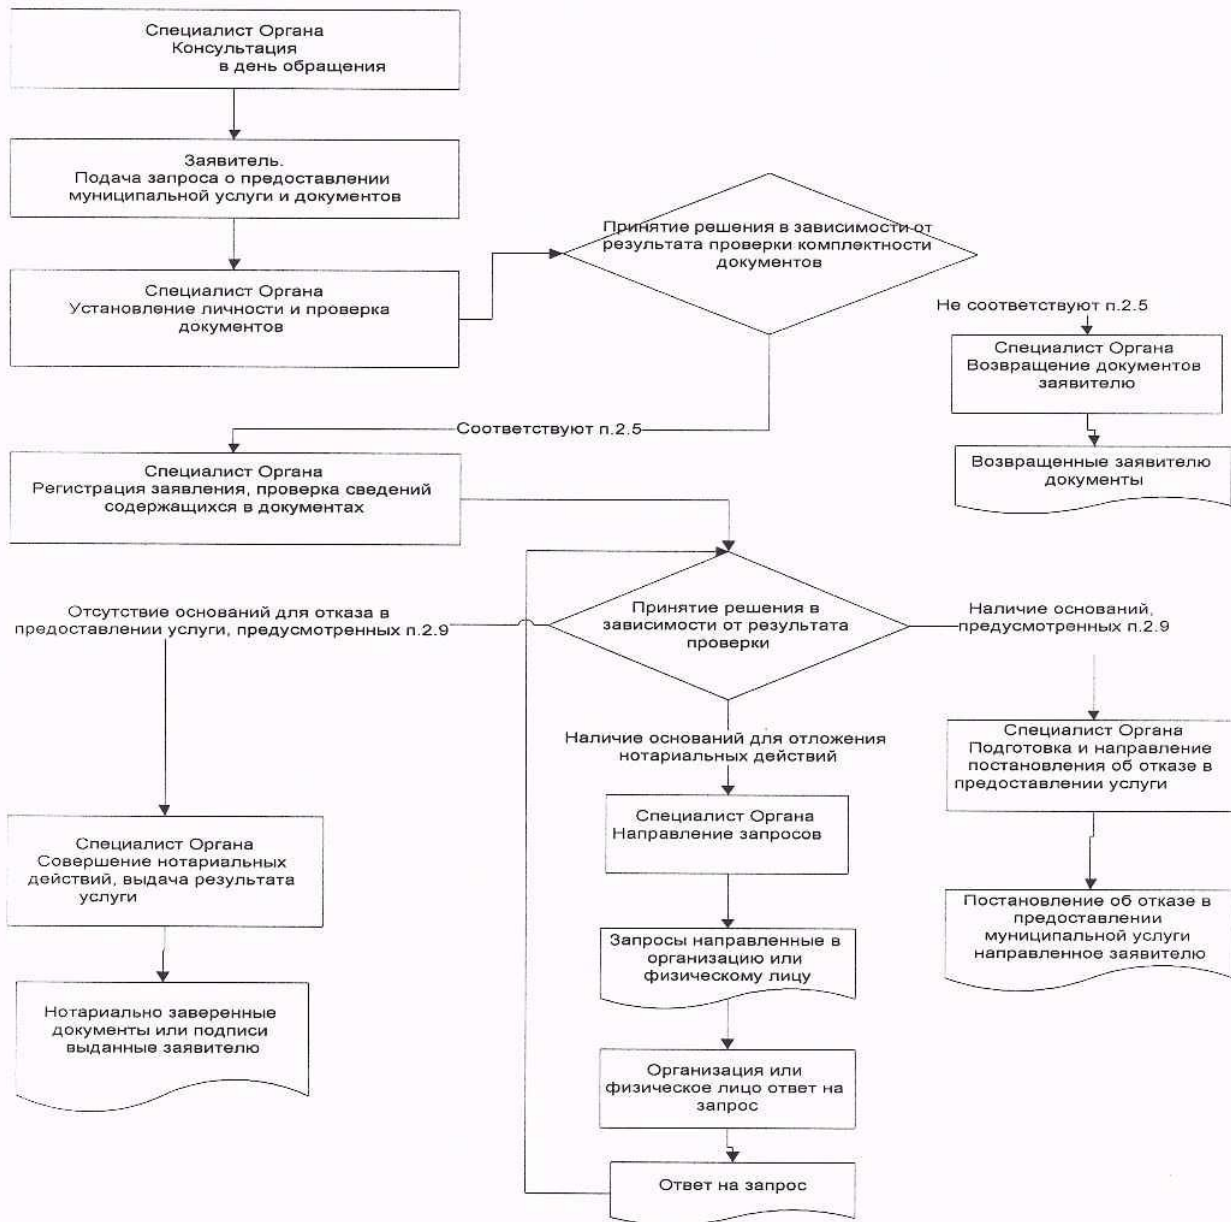 Специалист Органа
Консультация
в день обращения
Заявитель.
Подача запроса о предоставлении
муниципальной услуги и документов
Специалист Органа
Установление личности и проверка
документов
Принятие решения в зависимости от
результата проверки комплектности
документов
Не соответствуют п.2.5
Специалист Органа
Возвращение документов
заявителю
Возвращенные заявителю
документы
Соответствуют п.2.5
Специалист Органа
Регистрация заявления, проверка сведений
содержащихся в документах
Принятие решения в
зависимости от результата
проверки
Отсутствие оснований для отказа в
предоставлении услуги, предусмотренных п.2.9
Наличие оснований,
предусмотренных п.2.9
Наличие оснований для отложения
нотариальных действий
Специалист Органа
Совершение нотариальных
действий, выдача результата
услуги
Нотариально заверенные
документы или подписи
выданные заявителю
Специалист Органа
Направление запросов
Запросы направленные в
организацию или
физическому лицу
Организация или
физическое лицо ответ на
запрос
Ответ на запрос
Специалист Органа
Подготовка и направление
постановления об отказе в
предоставлении услуги
Постановление об отказе в
предоставлении
муниципальной услуги
направленное заявителю